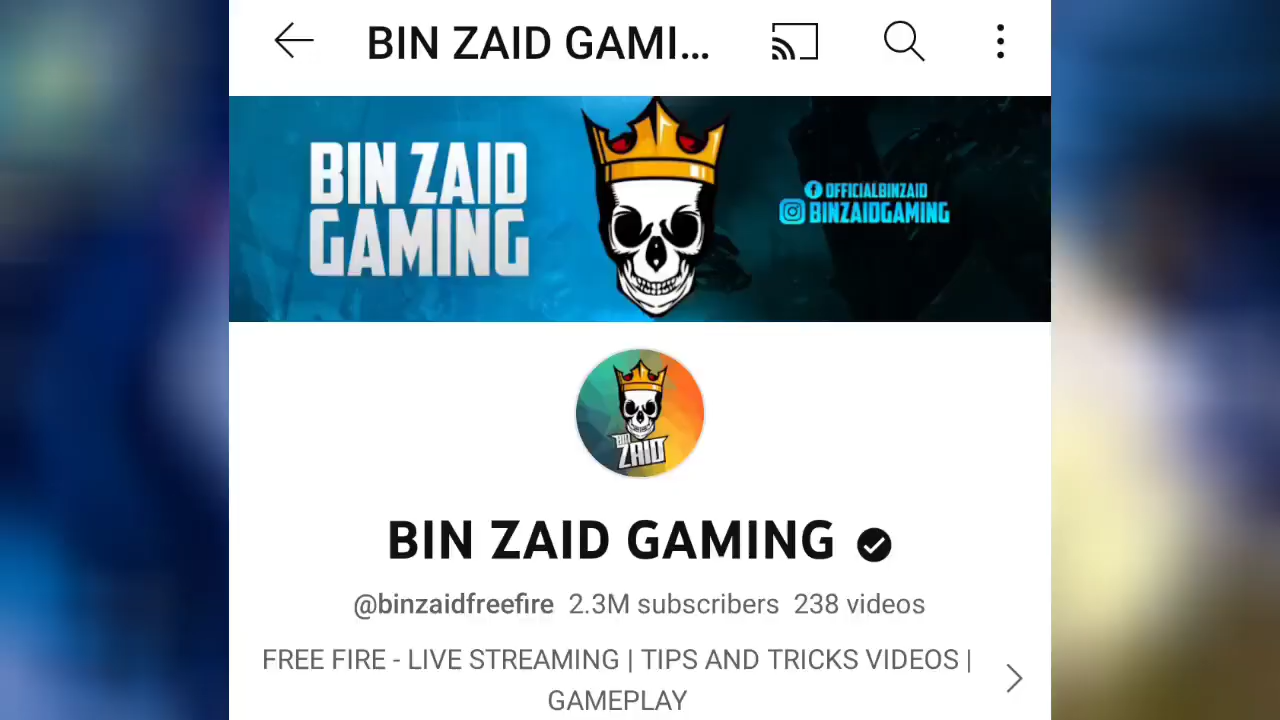 BIN ZAID GAMI...
BIN ZAID
GAMING
OFFICIALBINZAID
BINZAIDGAMING
BIN
ZAID
BIN ZAID GAMING
@binzaidfreefire 2.3M subscribers 238 videos
FREE FIRE - LIVE STREAMING | TIPS AND TRICKS VIDEOS |
GAMEPLAY